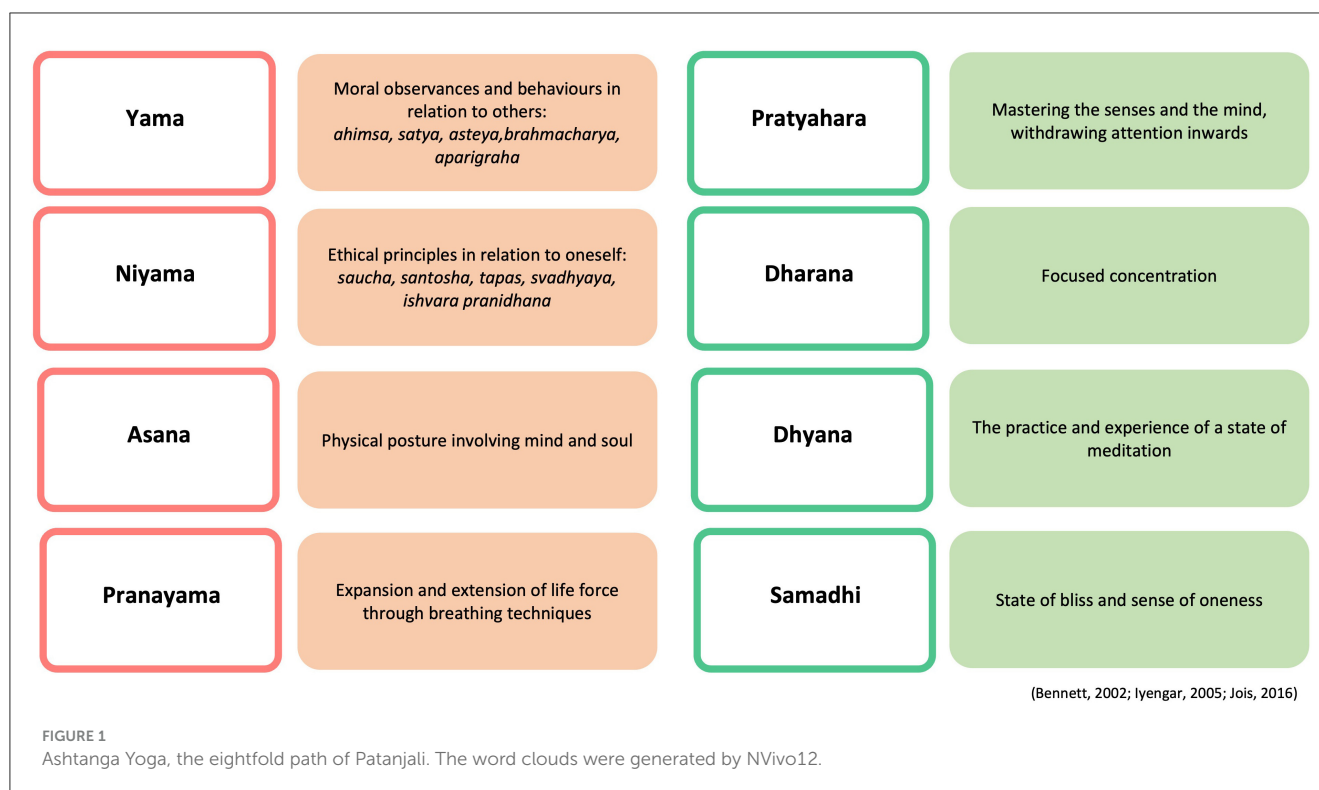 Yama
Moral observances and behaviours in
relation to others:
ahimsa, satya, asteya,brahmacharya,
aparigraha
Niyama
Ethical principles in relation to oneself:
saucha, santosha, tapas, svadhyaya,
ishvara pranidhana
Asana
Physical posture involving mind and soul
Pranayama
Expansion and extension of life force
through breathing techniques
Pratyahara
Mastering the senses and the mind,
withdrawing attention inwards
Dharana
Focused concentration
Dhyana
The practice and experience of a state of
meditation
Samadhi
State of bliss and sense of oneness
(Bennett, 2002; Iyengar, 2005; Jois, 2016)
FIGURE 1
Ashtanga Yoga, the eightfold path of Patanjali. The word clouds were generated by NVivo12.